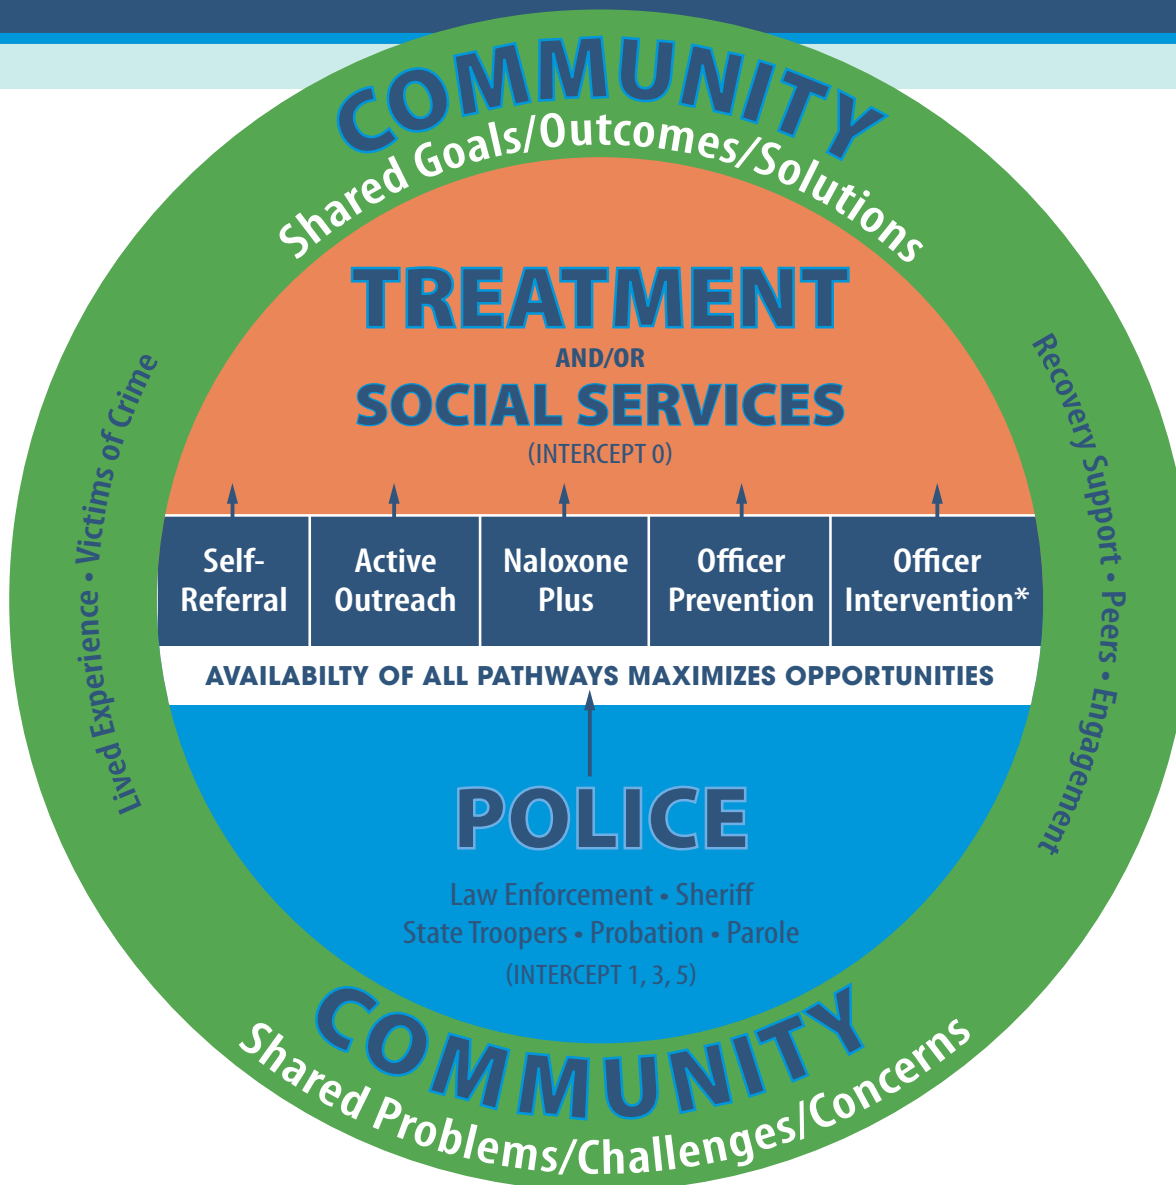 COMMUNITY
Shared Goals/Outcomes/Solutions
TREATMENT
AND/OR
SOCIAL SERVICES
(INTERCEPT 0)
Lived Experience • Victims of Crime
Recovery Support • Peers • Engagement
Self-
Referral
Active
Outreach
Naloxone
Plus
Officer
Prevention
Officer
Intervention*
AVAILABILTY OF ALL PATHWAYS MAXIMIZES OPPORTUNITIES
POLICE
Law Enforcement • Sheriff
State Troopers • Probation • Parole
(INTERCEPT 1, 3, 5)
COMMUNITY
Shared Problems/Challenges/Concerns